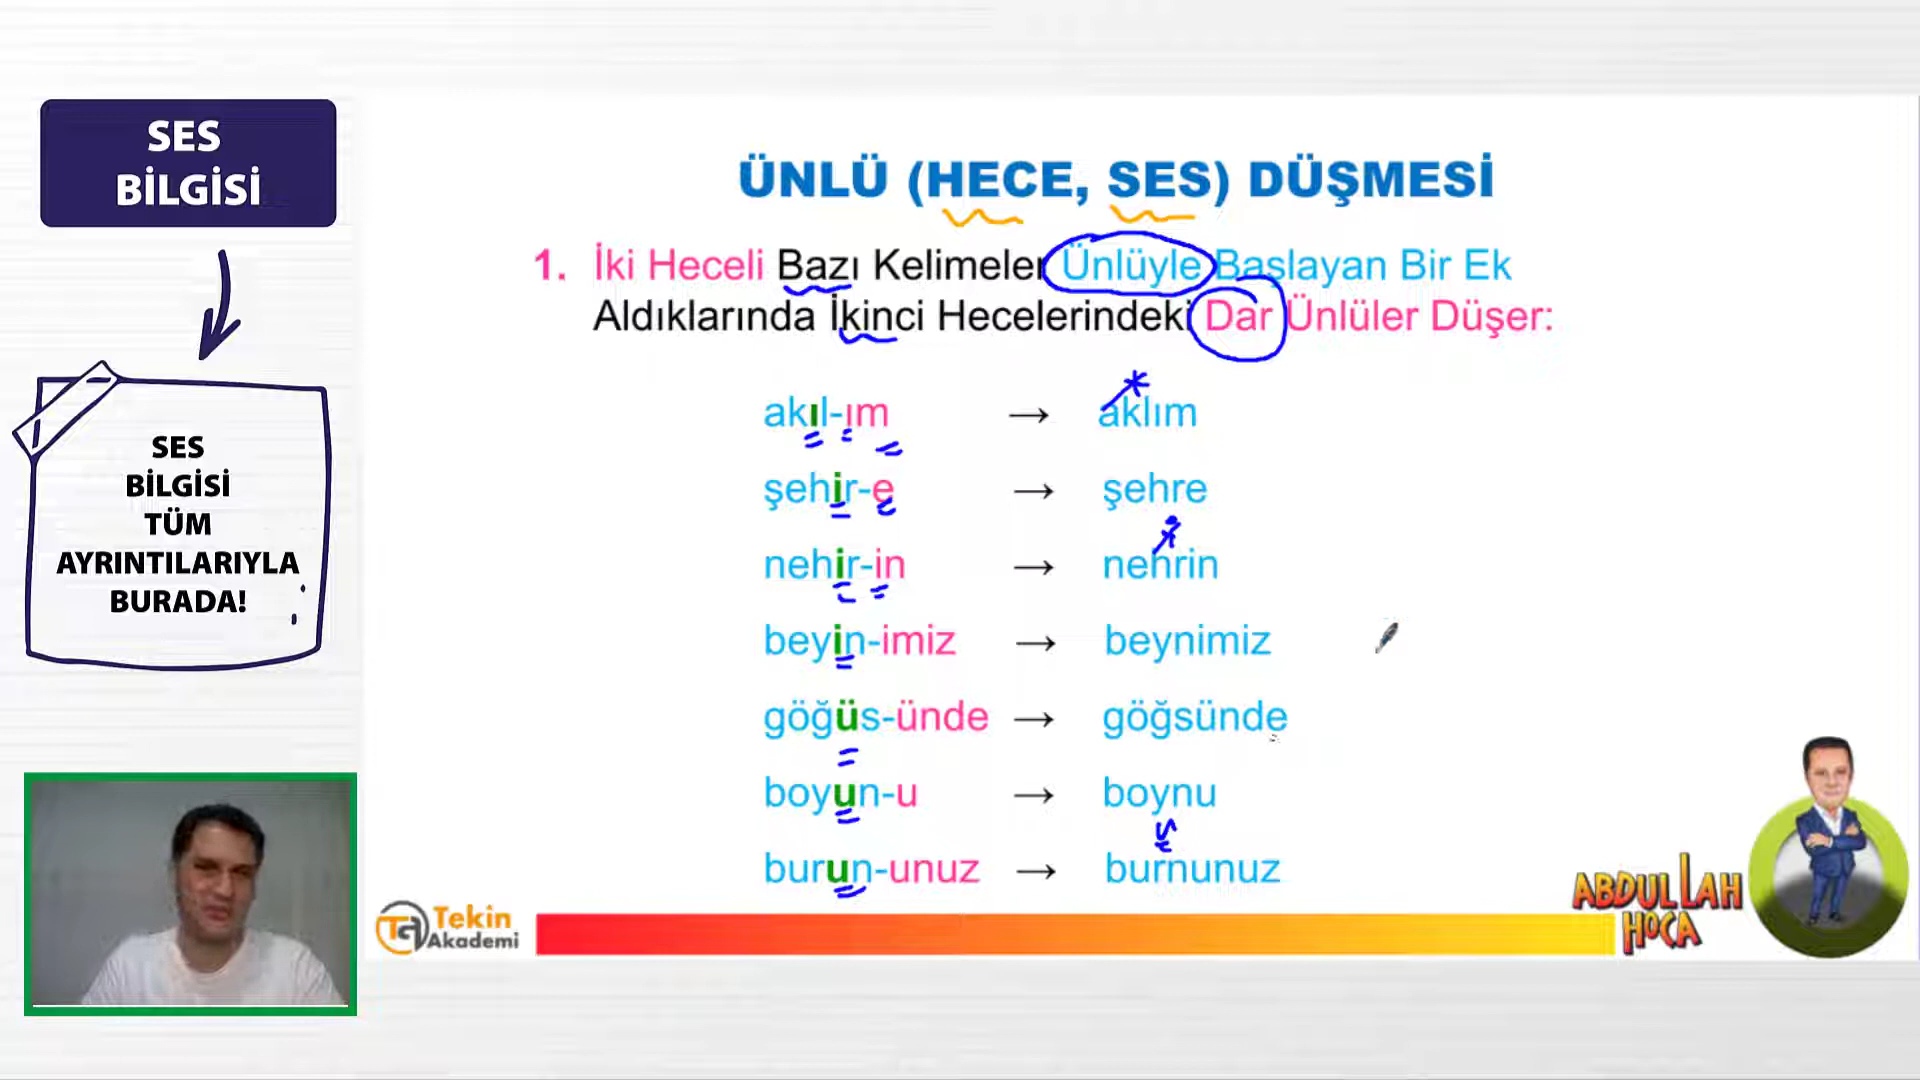 SES
BİLGİSİ
SES
BİLGİSİ
TÜM
AYRINTILARIYLA
BURADA!
ÜNLÜ (HECE, SES) DÜŞMESİ
1. İki Heceli Bazı Kelimeler Ünlüyle Başlayan Bir Ek
Aldıklarında İkinci Hecelerindeki Dar Ünlüler Düşer:
akıl-ım → aklım
şehir-e → şehre
nehir-in → nehrin
beyin-imiz → beynimiz
göğüs-ünde → göğsünde
boyun-u → boynu
burun-unuz → burnunuz
Tekin
Akademi
ABDULLAH
HOCA